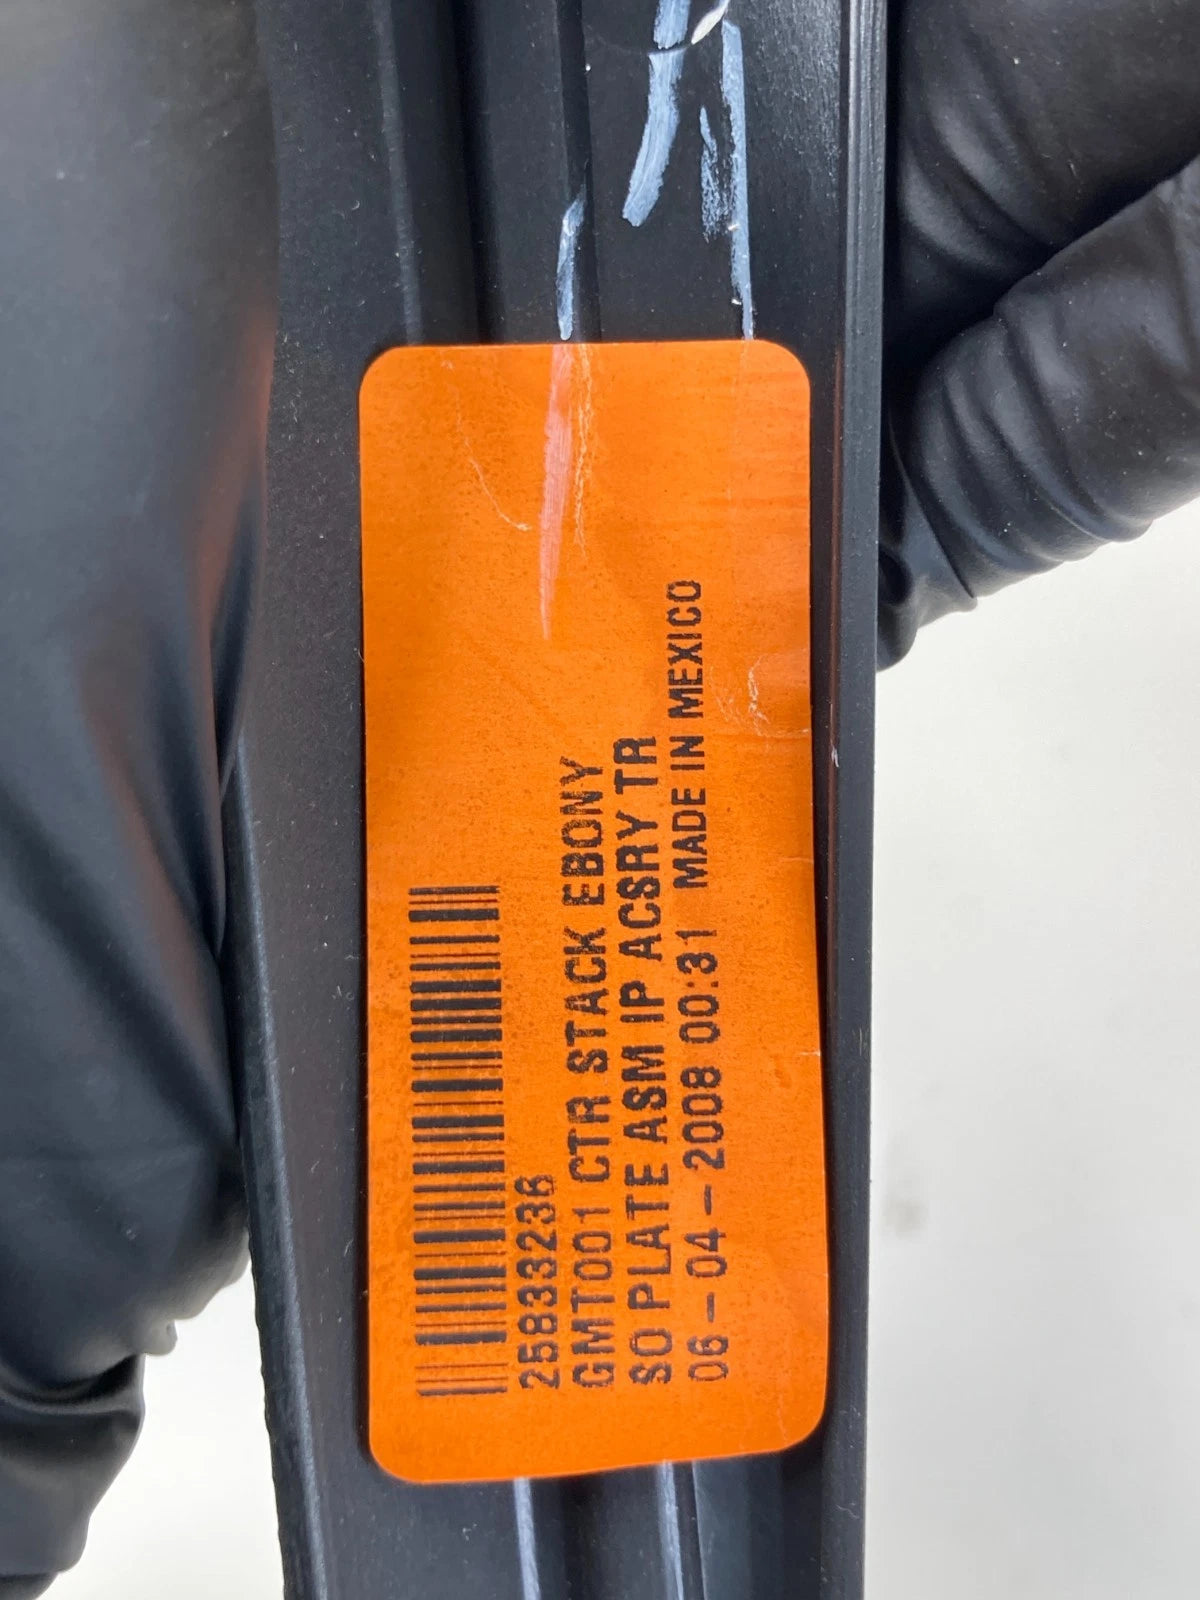 25833236
GMT001 CTR STACK EBONY
SO PLATE ASM IP ACSRY TR
06-04-2008 00:31 MADE IN MEXICO